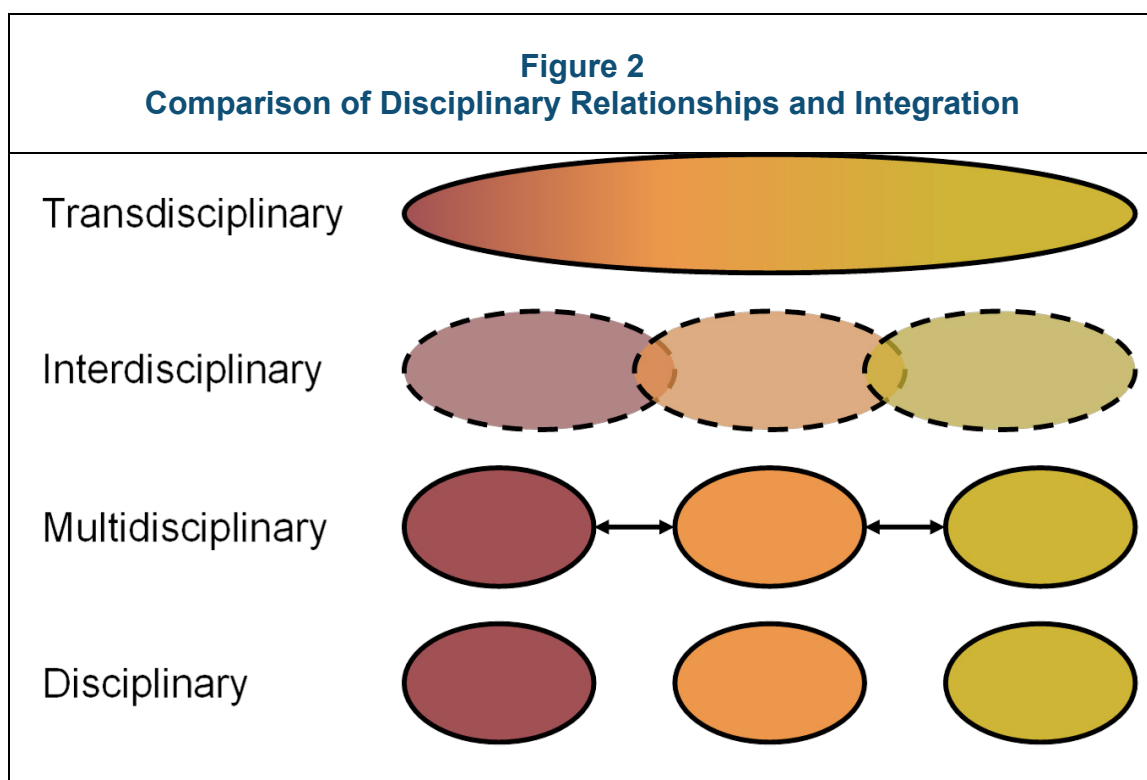 Figure 2
Comparison of Disciplinary Relationships and Integration
Transdisciplinary
Interdisciplinary
Multidisciplinary
Disciplinary